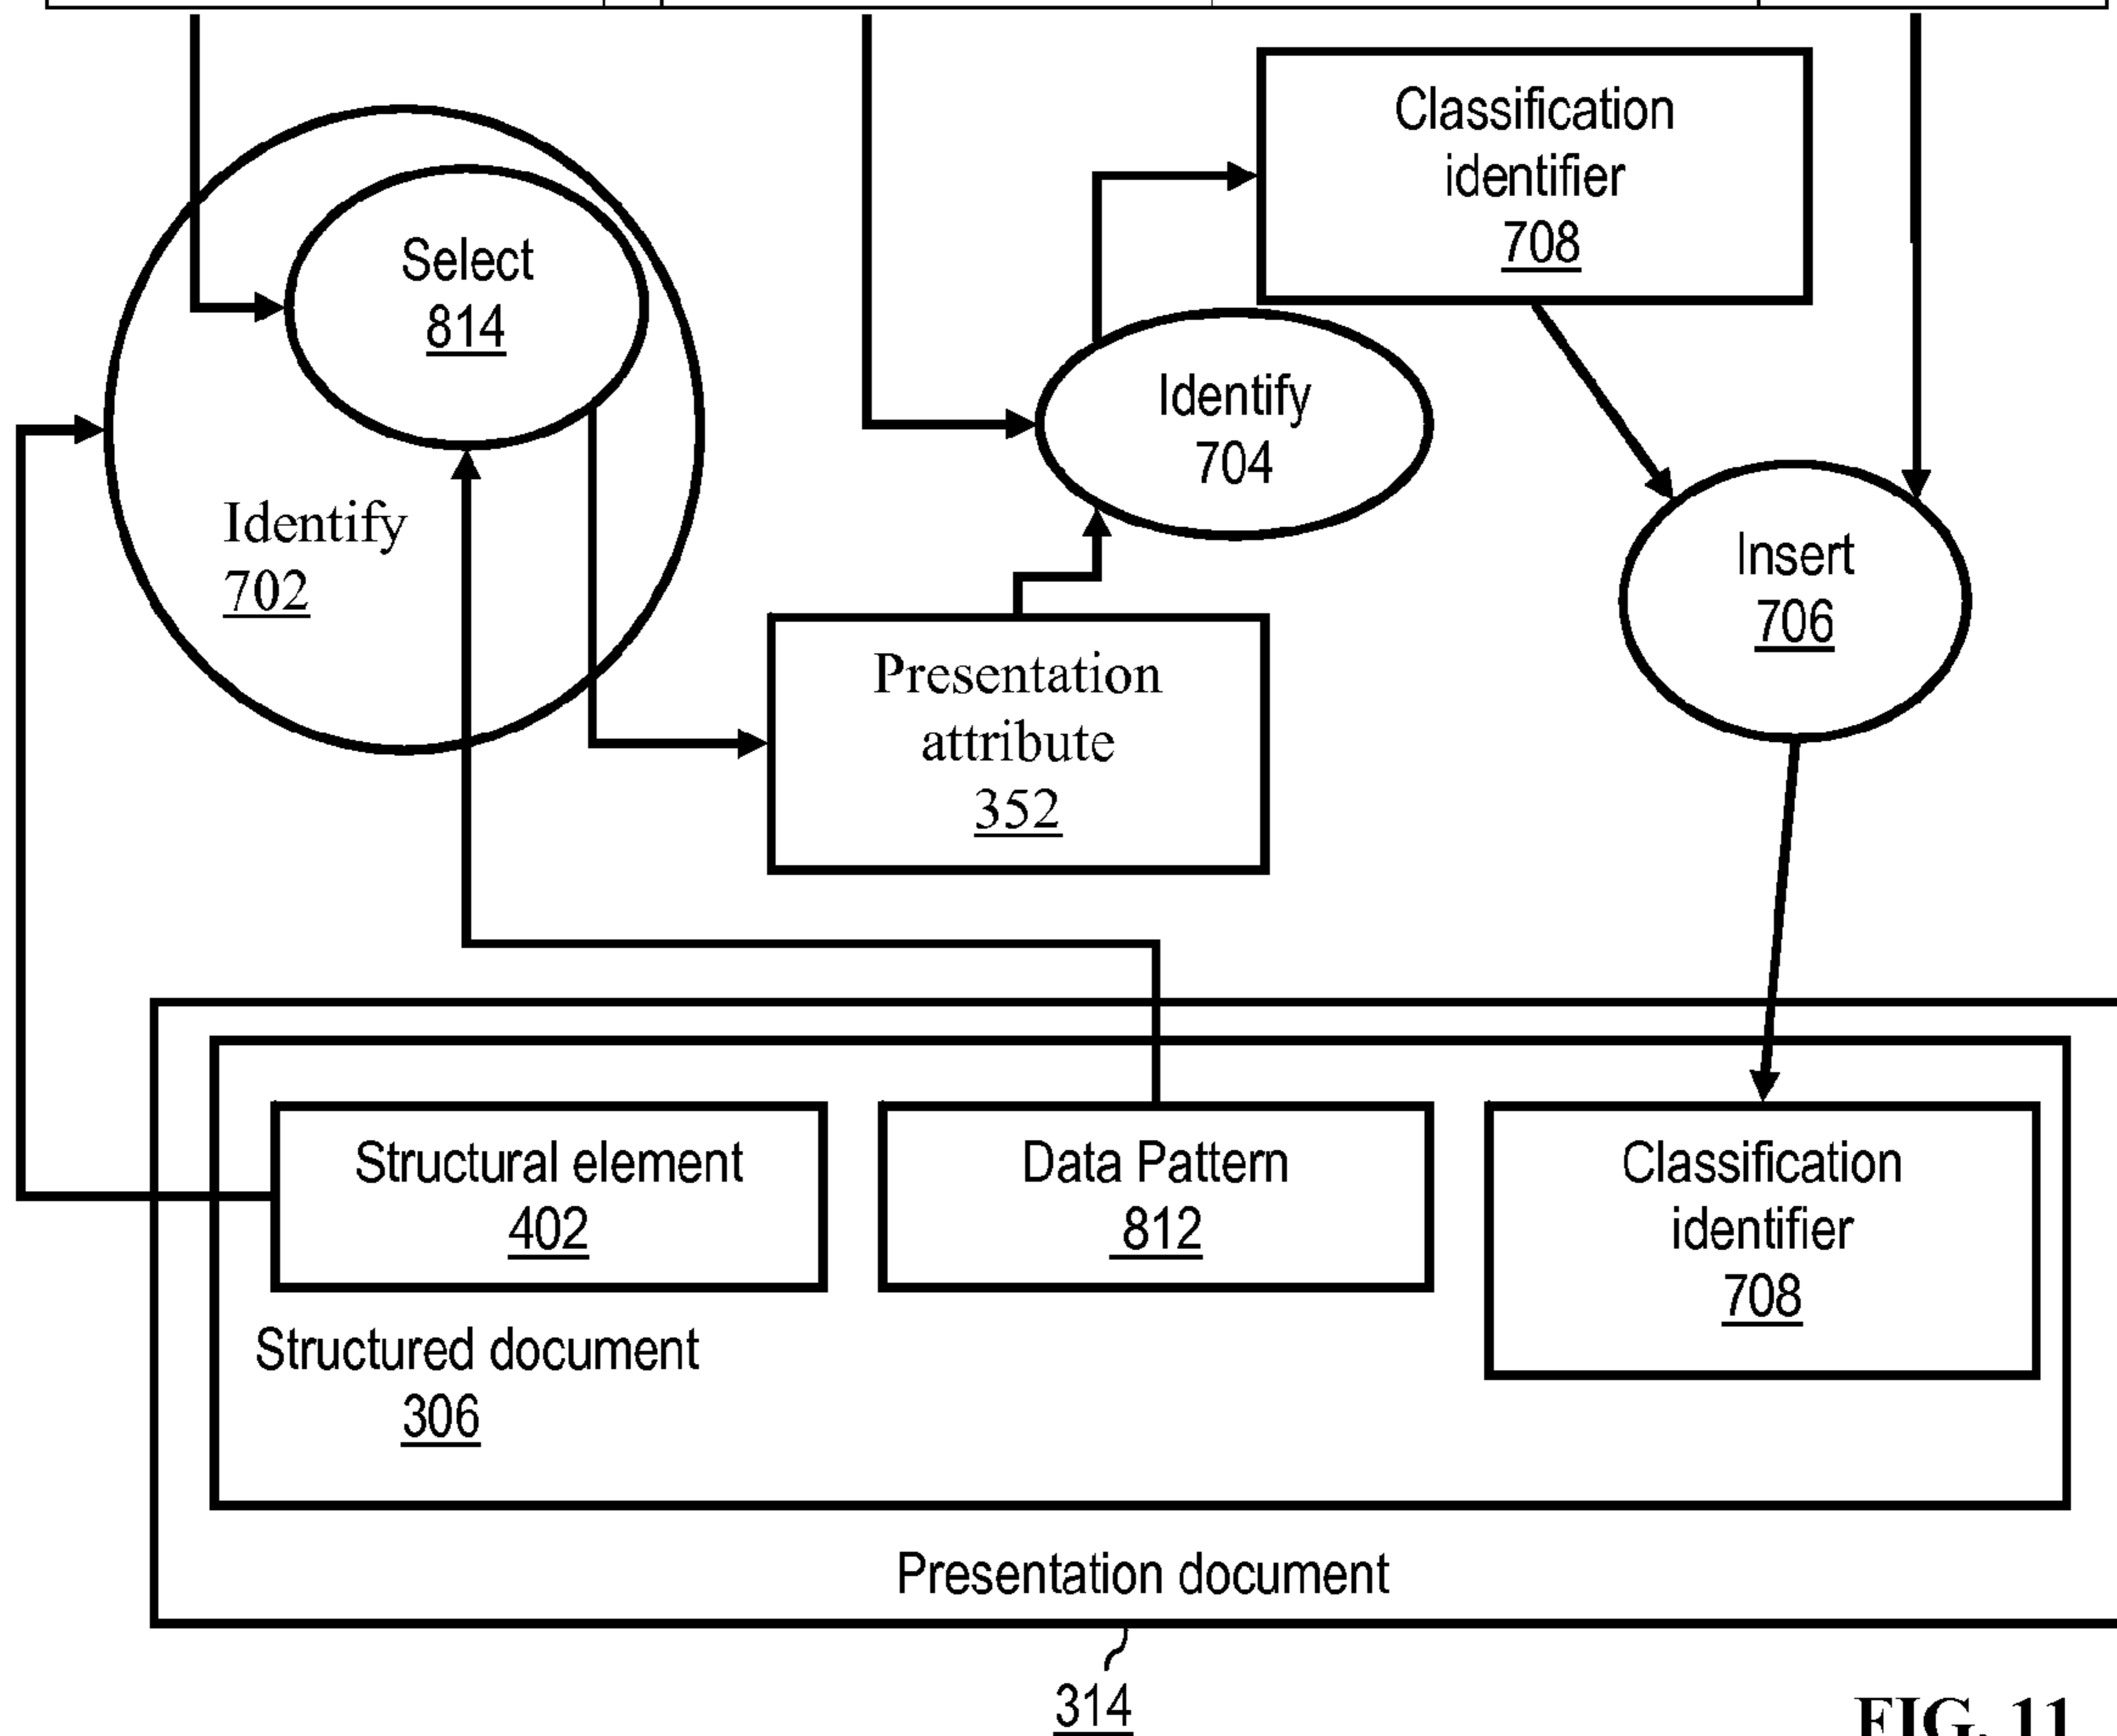 Classification
identifier
708
Select
814
Identify
704
Identify
702
Insert
706
Presentation
attribute
352
Structural element
402
Data Pattern
812
Classification
identifier
708
Structured document
306
Presentation document
314
FIG. 11